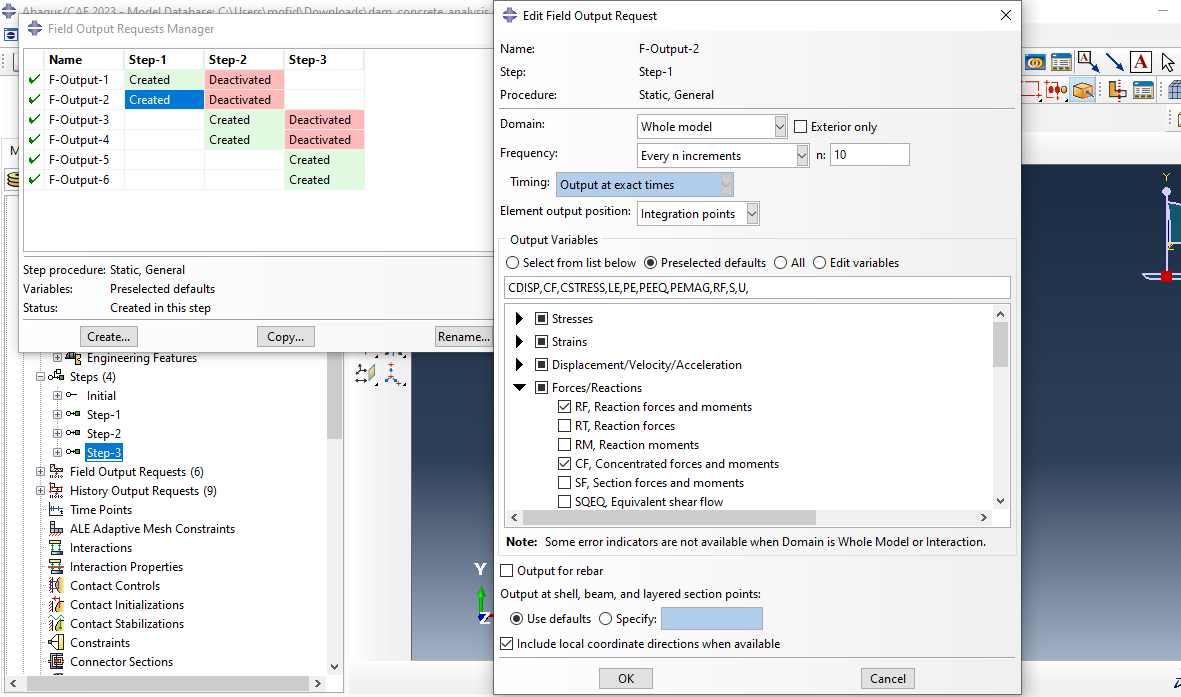 Abaqus/CAE 2023 - Model Database: C:\Users\mofid\Downloads\dam_concrete_analysis
Field Output Requests Manager
Name Step-1 Step-2 Step-3
F-Output-1 Created Deactivated
F-Output-2 Created Deactivated
F-Output-3 Created Deactivated
F-Output-4 Created Deactivated
F-Output-5 Created
F-Output-6 Created
Step procedure: Static, General
Variables: Preselected defaults
Status: Created in this step
Create... Copy... Rename...
Engineering Features
Steps (4)
Initial
Step-1
Step-2
Step-3
Field Output Requests (6)
History Output Requests (9)
Time Points
ALE Adaptive Mesh Constraints
Interactions
Interaction Properties
Contact Controls
Contact Initializations
Contact Stabilizations
Constraints
Connector Sections
Y
Z
Edit Field Output Request
Name: F-Output-2
Step: Step-1
Procedure: Static, General
Domain: Whole model Exterior only
Frequency: Every n increments n: 10
Timing: Output at exact times
Element output position: Integration points
Output Variables
Select from list below Preselected defaults All Edit variables
CDISP,CF,CSTRESS,LE,PE,PEEQ,PEMAG,RF,S,U,
Stresses
Strains
Displacement/Velocity/Acceleration
Forces/Reactions
RF, Reaction forces and moments
RT, Reaction forces
RM, Reaction moments
CF, Concentrated forces and moments
SF, Section forces and moments
SQEQ, Equivalent shear flow
Note: Some error indicators are not available when Domain is Whole Model or Interaction.
Output for rebar
Output at shell, beam, and layered section points:
Use defaults Specify:
Include local coordinate directions when available
OK Cancel
A A
Y